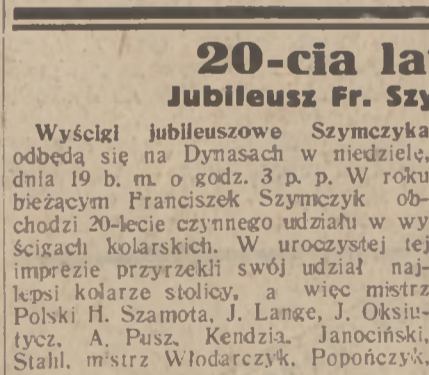 20-cia la
Jubileusz Fr. Szy
Wyścigi jubileuszowe Szymczyka
odbędą się na Dynasach w niedzielę,
dnia 19 b. m. o godz. 3 p. p. W roku
bieżącym Franciszek Szymczyk ob-
chodzi 20-lecie czynnego udziału w wy
ścigach kolarskich. W uroczystej tej
imprezie przyrzekli swój udział naj-
lepsi kolarze stolicy, a więc mistrz
Polski H. Szamota, J. Lange, J. Oksiu-
tycz, A. Pusz, Kendzia, Janociński,
Stahl, mistrz Włodarczyk, Popończyk,